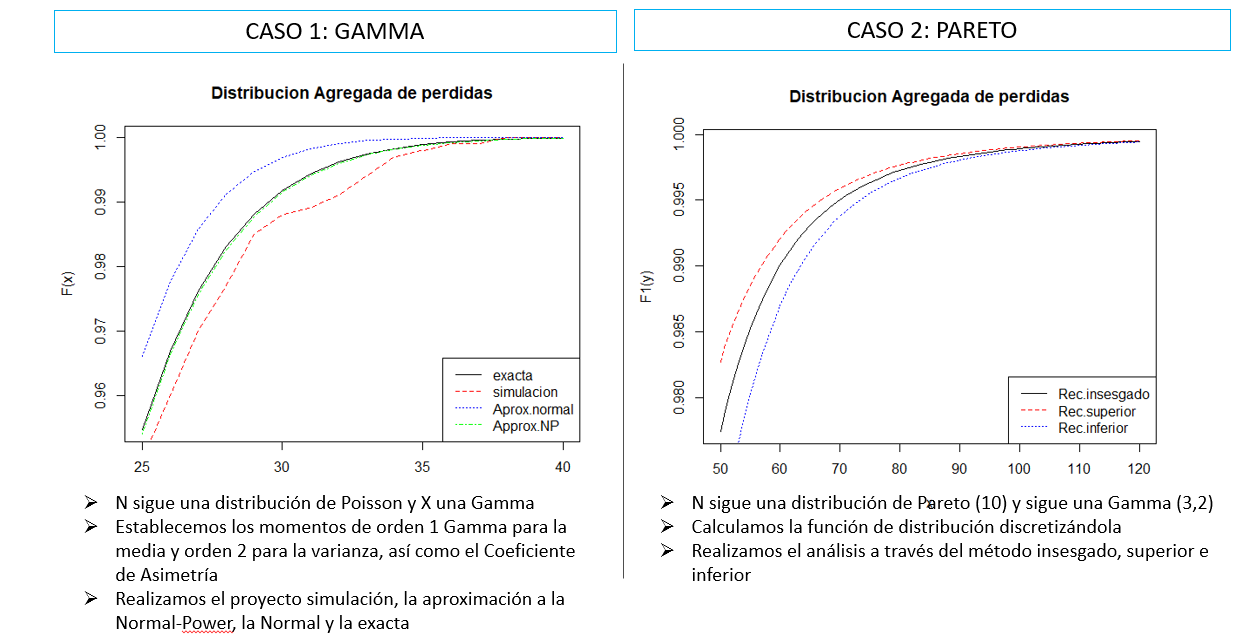 CASO 1: GAMMA
Distribucion Agregada de perdidas
F(x)
1.00
0.99
0.98
0.97
0.96
25
30
35
40
exacta
simulacion
Aprox.normal
Approx.NP
➢ N sigue una distribución de Poisson y X una Gamma
➢ Establecemos los momentos de orden 1 Gamma para la
media y orden 2 para la varianza, así como el Coeficiente
de Asimetría
➢ Realizamos el proyecto simulación, la aproximación a la
Normal-Power, la Normal y la exacta
CASO 2: PARETO
Distribucion Agregada de perdidas
F1(y)
1.000
0.995
0.990
0.985
0.980
50
60
70
80
90
100
110
120
Rec.insesgado
Rec.superior
Rec.inferior
➢ N sigue una distribución de Pareto (10) y sigue una Gamma (3,2)
➢ Calculamos la función de distribución discretizándola
➢ Realizamos el análisis a través del método insesgado, superior e
inferior